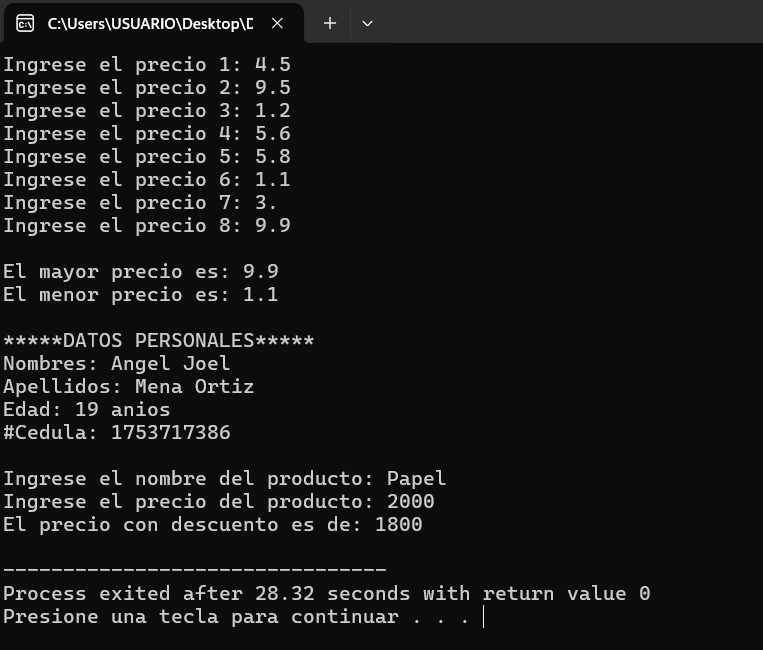 C:\Users\USUARIO\Desktop\D
Ingrese el precio 1: 4.5
Ingrese el precio 2: 9.5
Ingrese el precio 3: 1.2
Ingrese el precio 4: 5.6
Ingrese el precio 5: 5.8
Ingrese el precio 6: 1.1
Ingrese el precio 7: 3.
Ingrese el precio 8: 9.9
El mayor precio es: 9.9
El menor precio es: 1.1
*****DATOS PERSONALES*****
Nombres: Angel Joel
Apellidos: Mena Ortiz
Edad: 19 anios
#Cedula: 1753717386
Ingrese el nombre del producto: Papel
Ingrese el precio del producto: 2000
El precio con descuento es de: 1800
--------------------------------
Process exited after 28.32 seconds with return value 0
Presione una tecla para continuar . . .